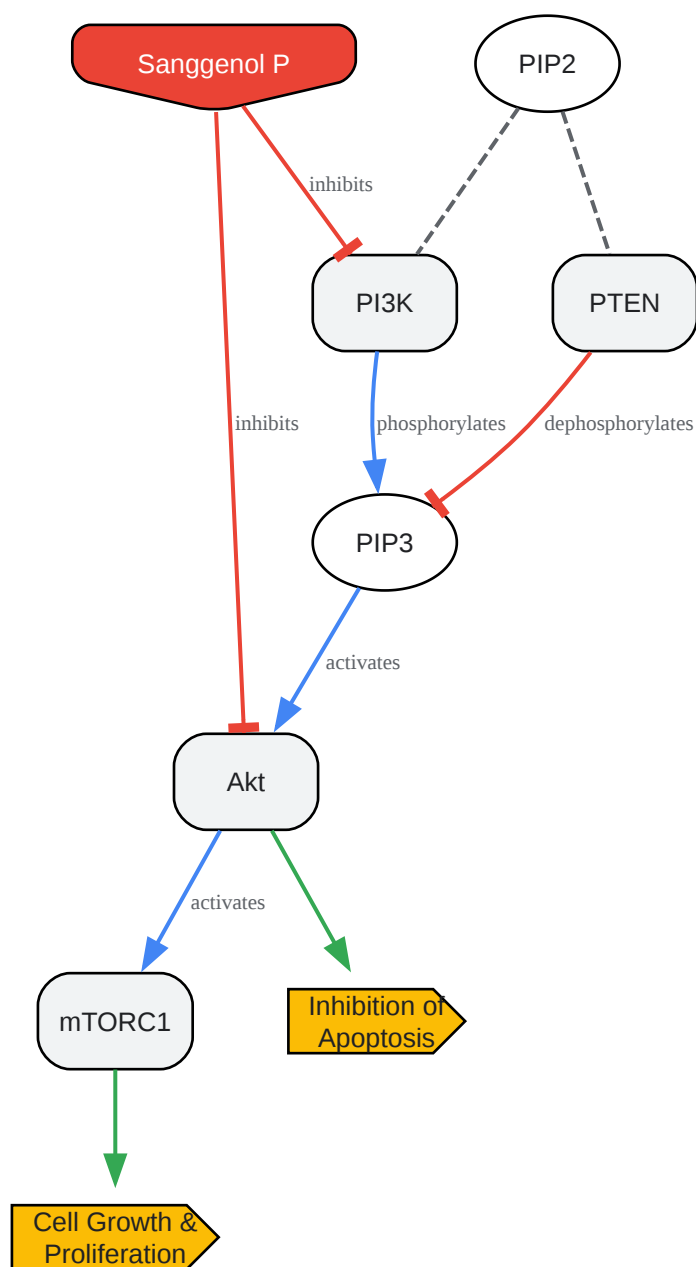 Sanggenol P
PIP2
inhibits
PI3K
PTEN
inhibits
phosphorylates
dephosphorylates
PIP3
activates
Akt
activates
mTORC1
Inhibition of
Apoptosis
Cell Growth &
Proliferation